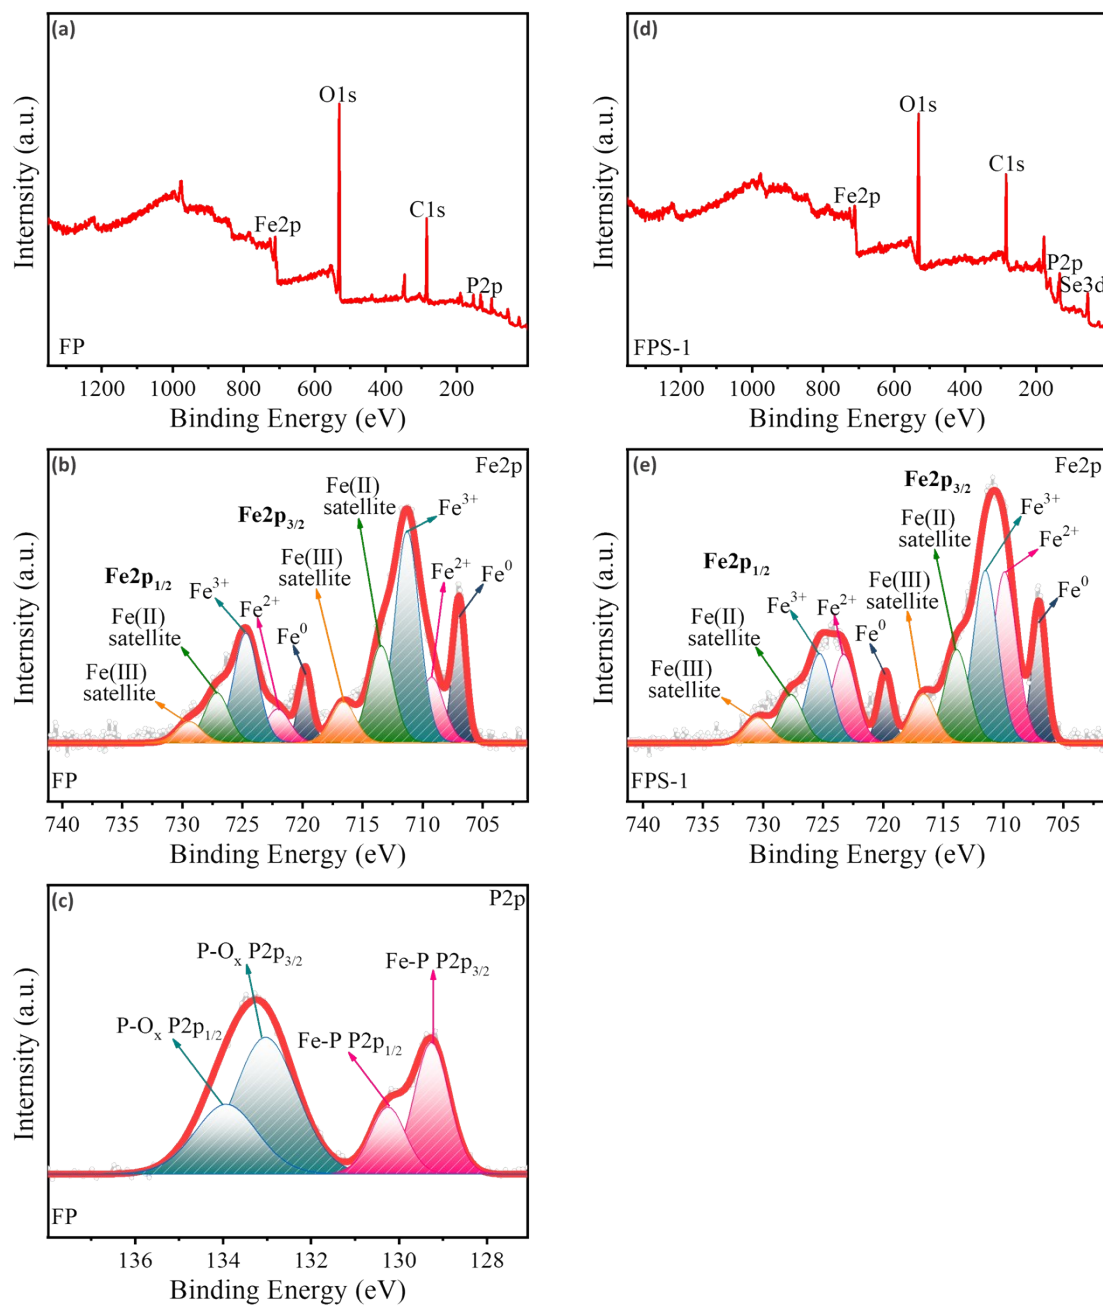 (a)
O1s
C1s
Fe2p
P2p
FP
1200 1000 800 600 400 200
Binding Energy (eV)
Internsity (a.u.)
(d)
O1s
C1s
Fe2p
P2p
Se3d
FPS-1
1200 1000 800 600 400 200
Binding Energy (eV)
Internsity (a.u.)
(b)
Fe2p
Fe(II)
satellite
Fe2p3/2
Fe3+
Fe(III)
satellite
Fe2+
Fe0
Fe2p1/2
Fe3+
Fe2+
Fe(II)
satellite
Fe0
Fe(III)
satellite
FP
740 735 730 725 720 715 710 705
Binding Energy (eV)
Internsity (a.u.)
(e)
Fe2p
Fe2p3/2
Fe3+
Fe(II)
satellite
Fe2+
Fe2p1/2
Fe(III)
satellite
Fe0
Fe3+
Fe2+
Fe(II)
satellite
Fe0
Fe(III)
satellite
FPS-1
740 735 730 725 720 715 710 705
Binding Energy (eV)
Internsity (a.u.)
(c)
P2p
P-Ox P2p3/2
Fe-P P2p3/2
P-Ox P2p1/2
Fe-P P2p1/2
FP
136 134 132 130 128
Binding Energy (eV)
Internsity (a.u.)